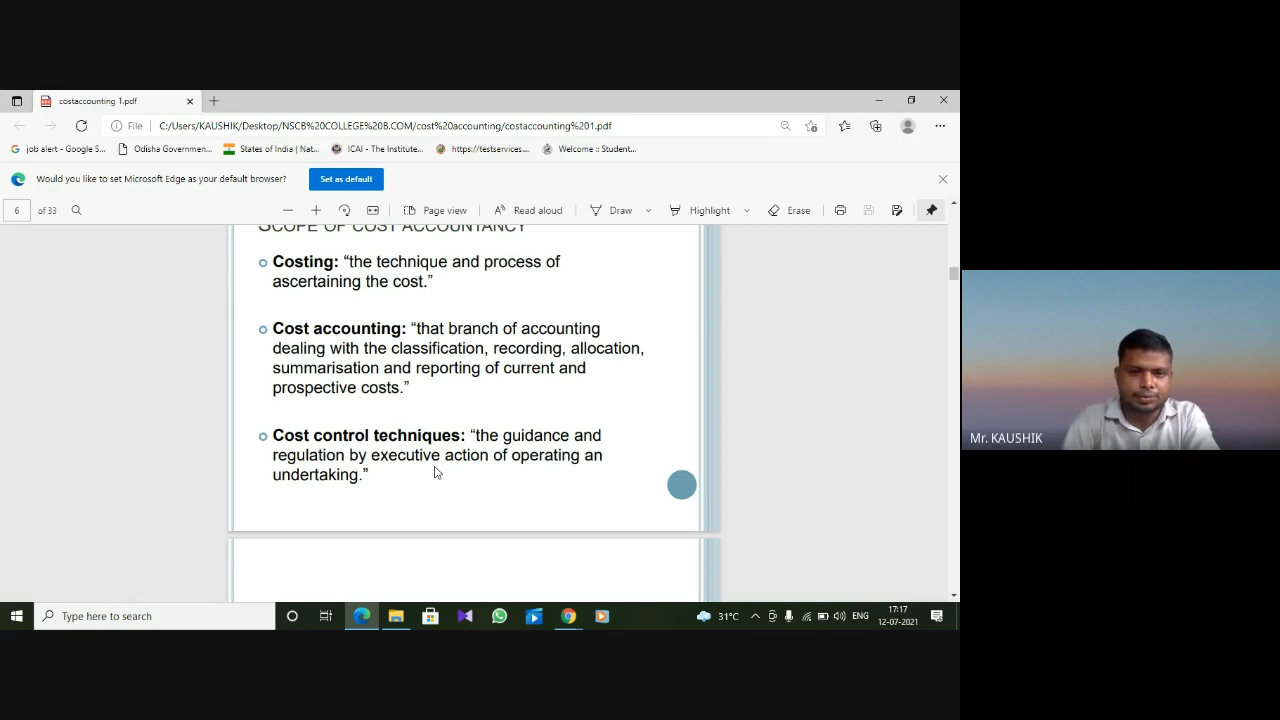 costaccounting 1.pdf
File
C:/Users/KAUSHIK/Desktop/NSCB%20COLLEGE%20B.COM/cost%20accounting/costaccounting%201.pdf
job alert - Google S... Odisha Governmen... States of India | Nat... ICAI - The Institute... https://testservices.... Welcome :: Student...
Would you like to set Microsoft Edge as your default browser? Set as default
6 of 33 Page view Read aloud Draw Highlight Erase
SCOPE OF COST ACCOUNTANCY
Costing: “the technique and process of
ascertaining the cost.”
Cost accounting: “that branch of accounting
dealing with the classification, recording, allocation,
summarisation and reporting of current and
prospective costs.”
Cost control techniques: “the guidance and
regulation by executive action of operating an
undertaking.”
Mr. KAUSHIK
Type here to search
31°C ENG 17:17
12-07-2021